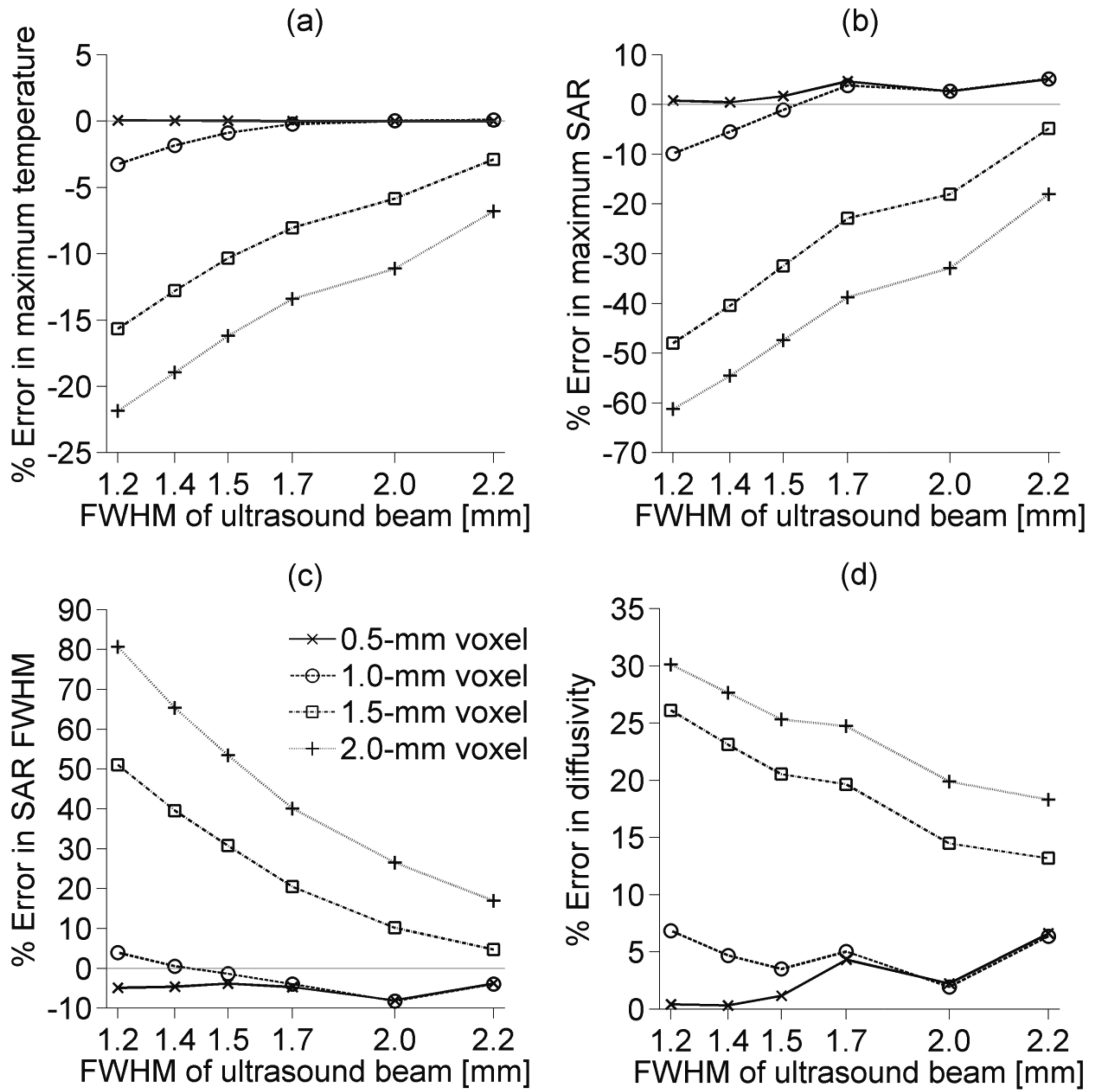 (a)
% Error in maximum temperature
5
0
-5
-10
-15
-20
-25
1.2 1.4 1.5 1.7 2.0 2.2
FWHM of ultrasound beam [mm]
(b)
% Error in maximum SAR
10
0
-10
-20
-30
-40
-50
-60
-70
1.2 1.4 1.5 1.7 2.0 2.2
FWHM of ultrasound beam [mm]
(c)
% Error in SAR FWHM
90
80
70
60
50
40
30
20
10
0
-10
0.5-mm voxel
1.0-mm voxel
1.5-mm voxel
2.0-mm voxel
1.2 1.4 1.5 1.7 2.0 2.2
FWHM of ultrasound beam [mm]
(d)
% Error in diffusivity
35
30
25
20
15
10
5
0
1.2 1.4 1.5 1.7 2.0 2.2
FWHM of ultrasound beam [mm]